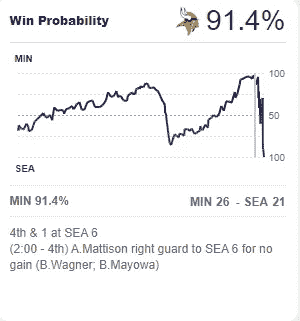 Win Probability 91.4%
MIN
50
100
SEA
MIN 91.4% MIN 26 - SEA 21
4th & 1 at SEA 6
(2:00 - 4th) A.Mattison right guard to SEA 6 for no
gain (B.Wagner; B.Mayowa)